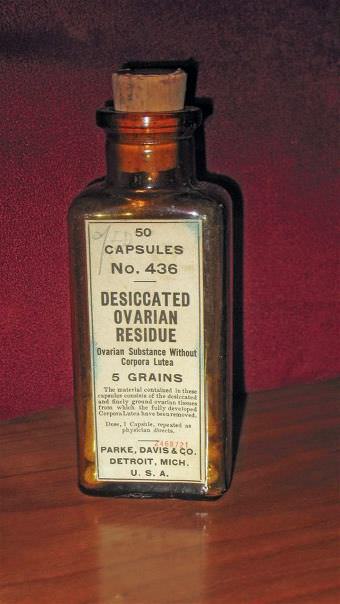 50
CAPSULES
No. 436
DESICCATED
OVARIAN
RESIDUE
Ovarian Substance Without
Corpora Lutea
5 GRAINS
The material contained in these
capsules consists of the desiccated
and finely ground ovarian tissues
from which the fully developed
Corpora Lutea have been removed.
Dose, 1 Capsule, repeated as
physician directs.
2468721
PARKE, DAVIS & CO.
DETROIT, MICH.
U. S. A.